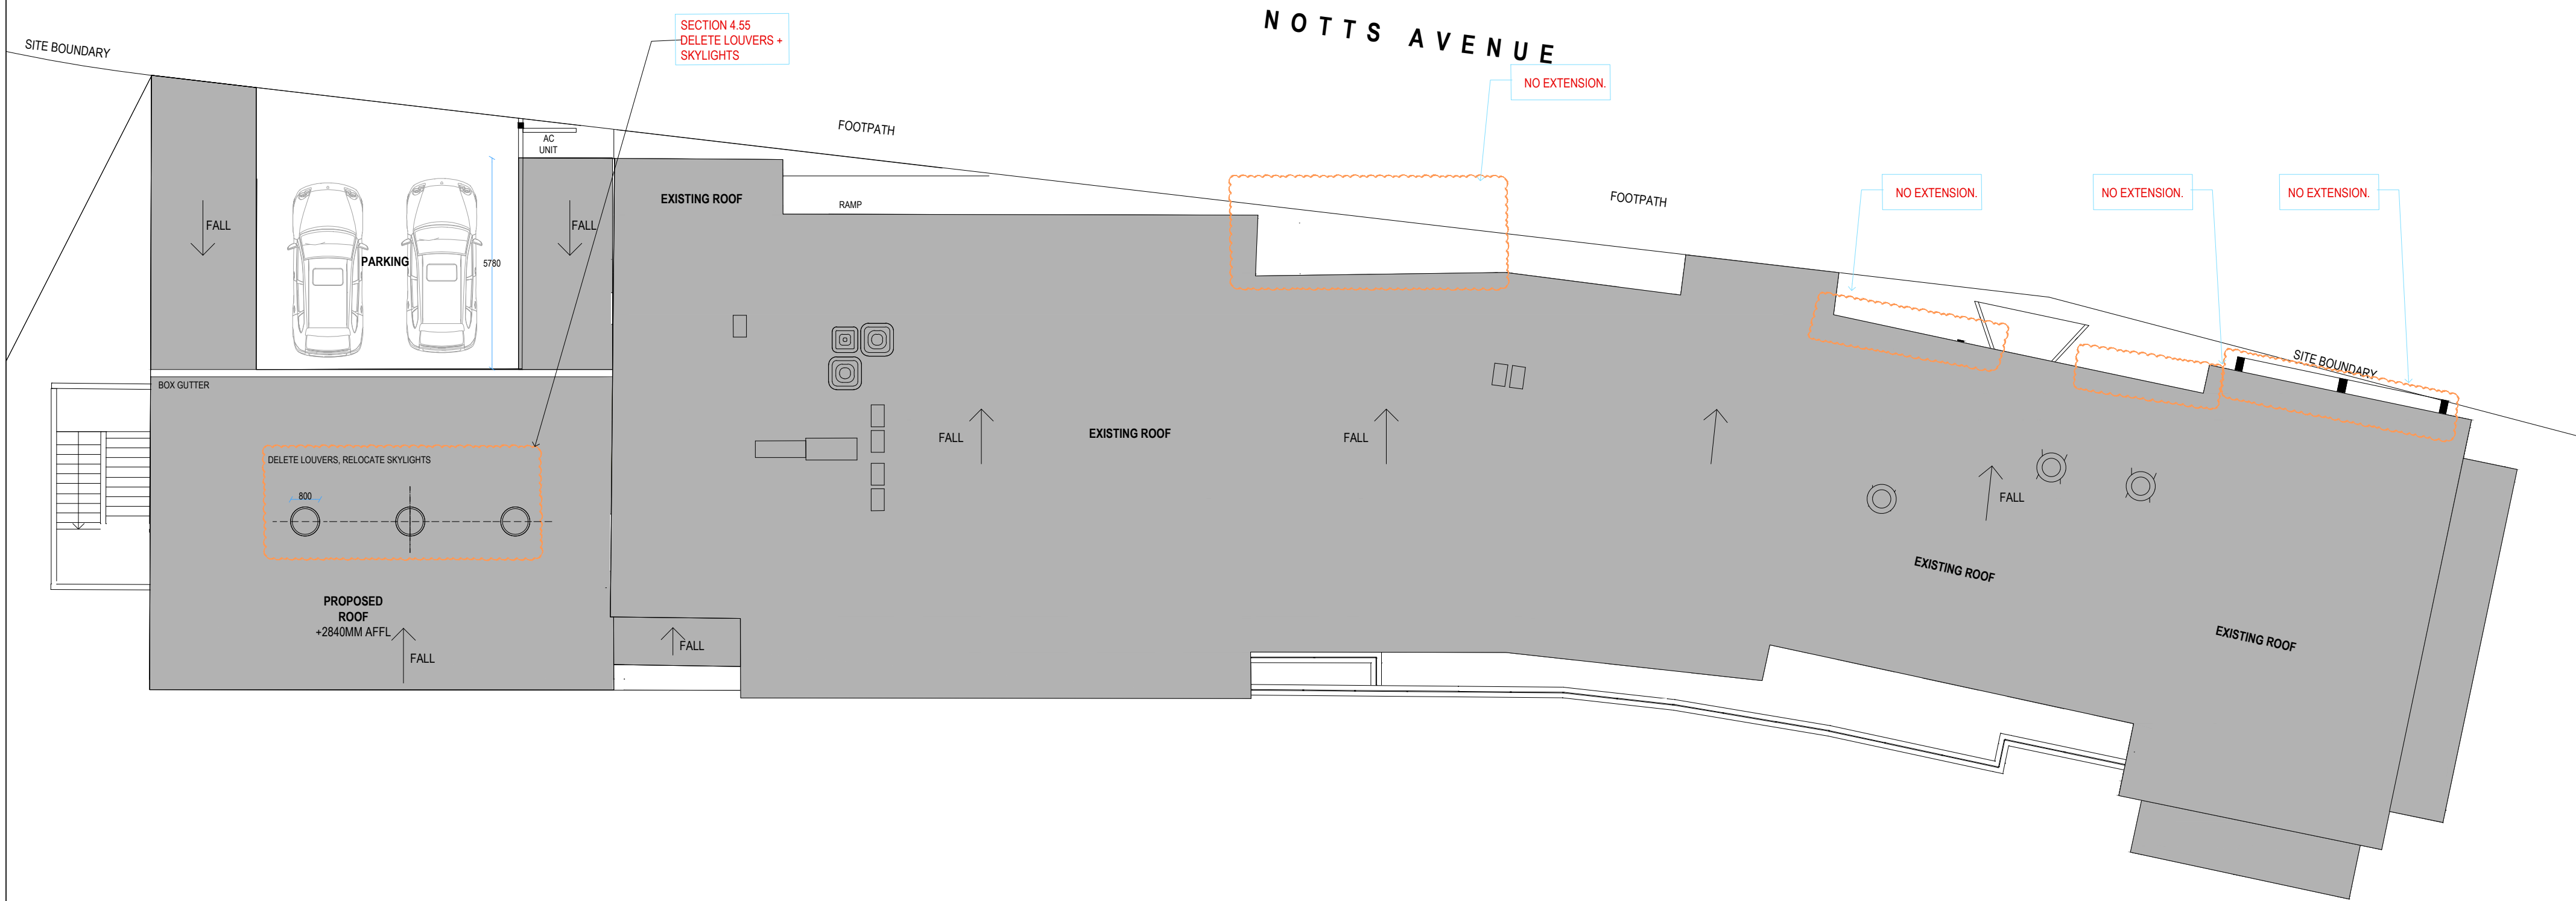 NOTTS AVENUE
SITE BOUNDARY
SECTION 4.55
DELETE LOUVERS +
SKYLIGHTS
NO EXTENSION.
FOOTPATH
AC
UNIT
EXISTING ROOF
RAMP
FOOTPATH
NO EXTENSION.
NO EXTENSION.
NO EXTENSION.
FALL
FALL
PARKING
5780
SITE BOUNDARY
BOX GUTTER
FALL
EXISTING ROOF
FALL
DELETE LOUVERS, RELOCATE SKYLIGHTS
800
FALL
EXISTING ROOF
PROPOSED
ROOF
+2840MM AFFL
FALL
FALL
EXISTING ROOF